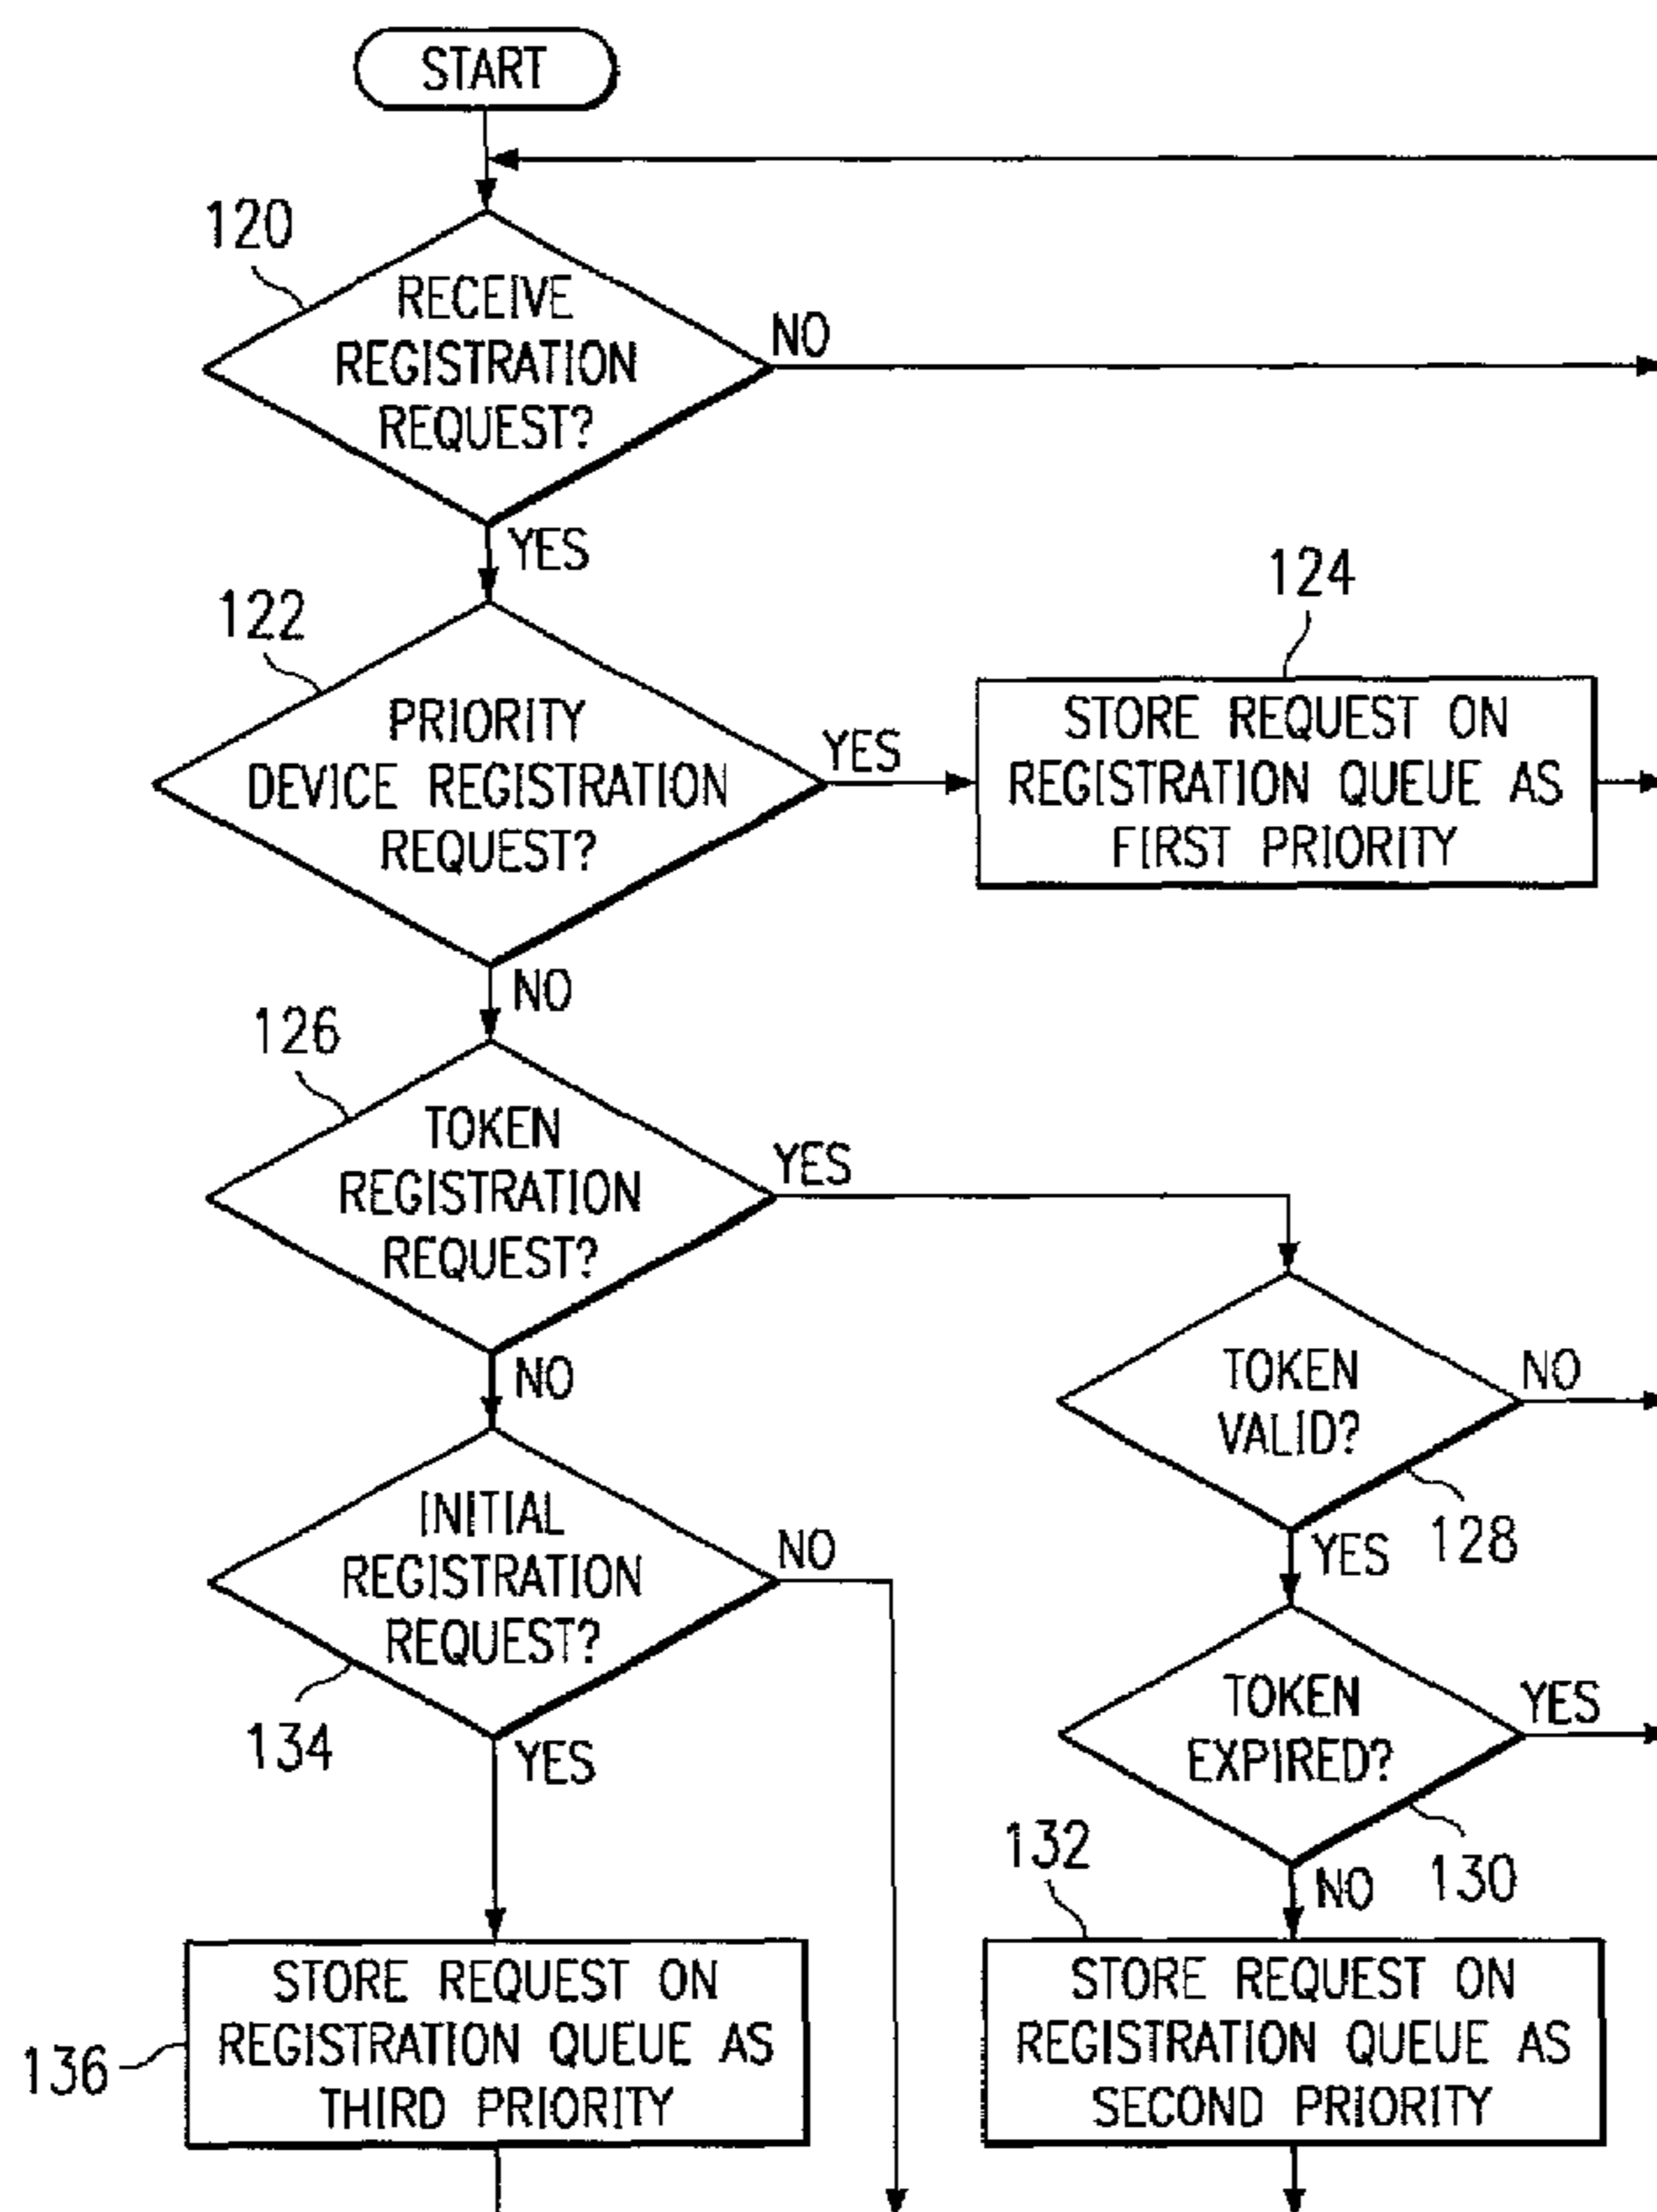 START
120
RECEIVE
REGISTRATION
REQUEST?
NO
YES
122
PRIORITY
DEVICE REGISTRATION
REQUEST?
YES
124
STORE REQUEST ON
REGISTRATION QUEUE AS
FIRST PRIORITY
NO
126
TOKEN
REGISTRATION
REQUEST?
YES
NO
TOKEN
VALID?
NO
128
YES
INITIAL
REGISTRATION
REQUEST?
NO
134
YES
TOKEN
EXPIRED?
YES
130
NO
132
STORE REQUEST ON
REGISTRATION QUEUE AS
THIRD PRIORITY
136
STORE REQUEST ON
REGISTRATION QUEUE AS
SECOND PRIORITY